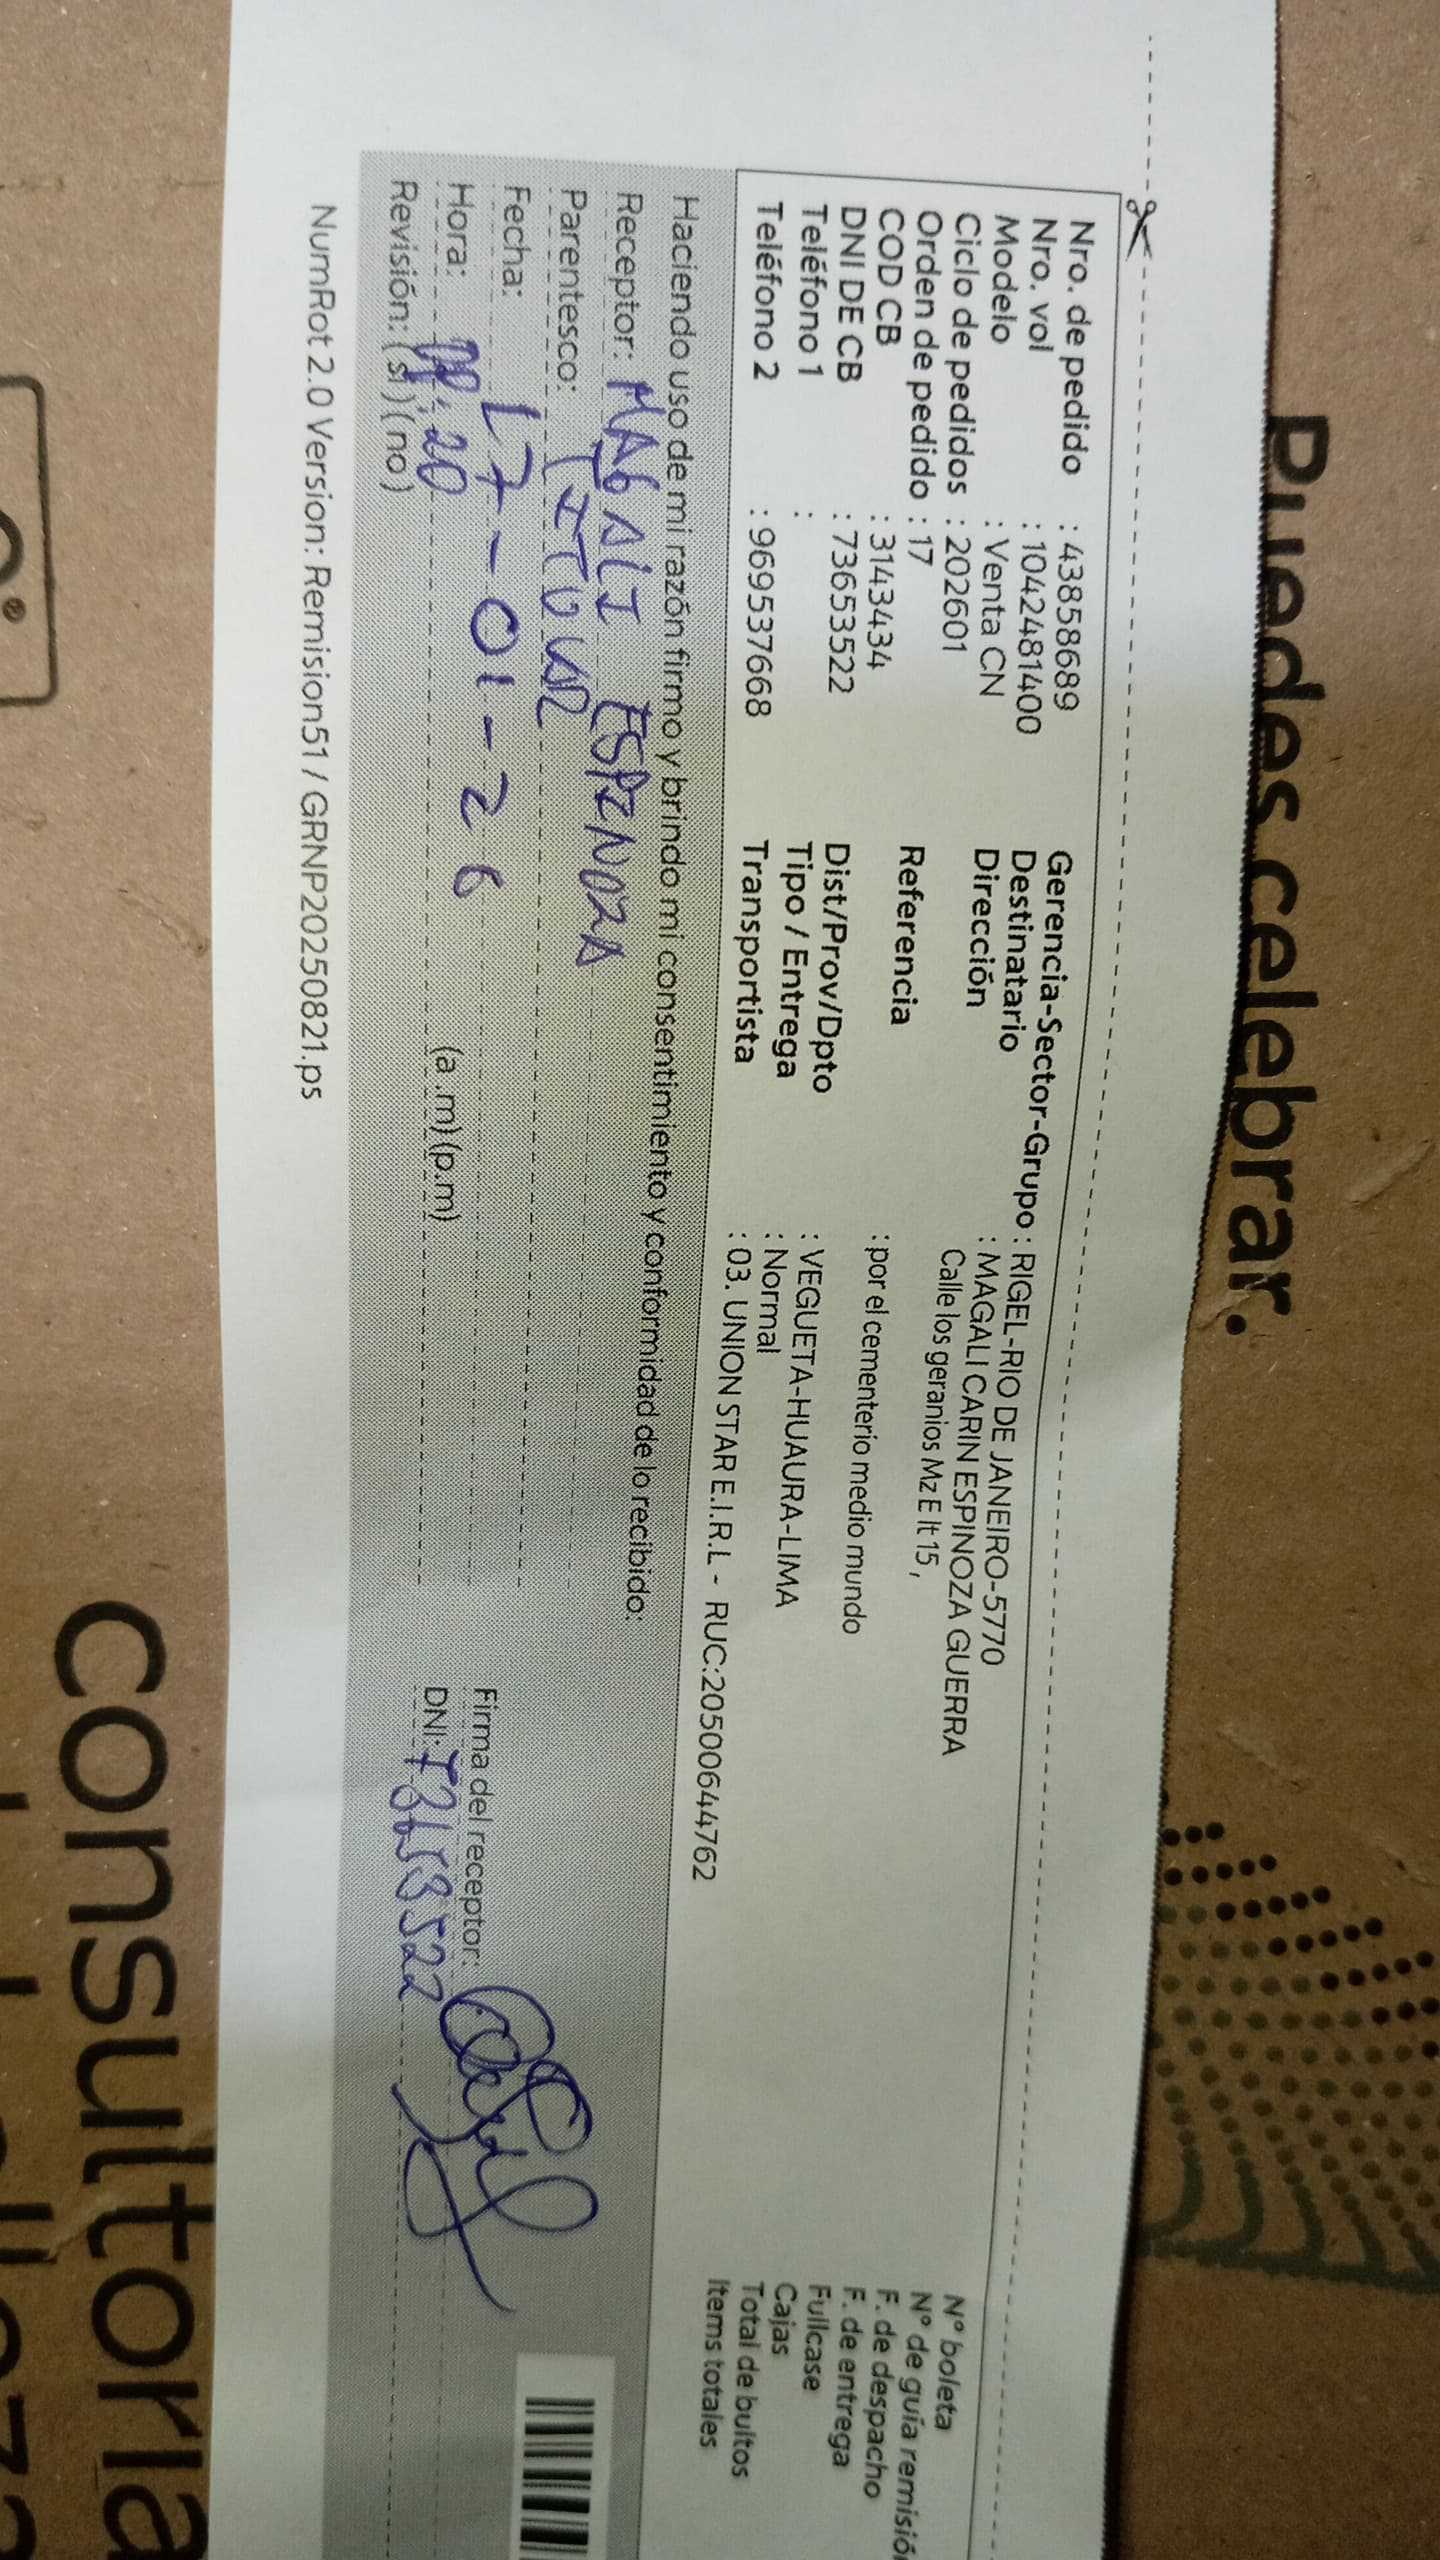 Puedes celebrar.
Nro. de pedido : 43858689
Nro. vol : 1042481400
Modelo : Venta CN
Ciclo de pedidos : 202601
Orden de pedido : 17
COD CB : 3143434
DNI DE CB : 73653522
Teléfono 1 :
Teléfono 2 : 969537668
Gerencia-Sector-Grupo : RIGEL-RIO DE JANEIRO-5770
Destinatario : MAGALI CARIN ESPINOZA GUERRA
Dirección Calle los geranios Mz E lt 15 ,
Referencia : por el cementerio medio mundo
Dist/Prov/Dpto : VEGUETA-HUAURA-LIMA
Tipo / Entrega : Normal
Transportista : 03. UNION STAR E.I.R.L - RUC:20500644762
N° boleta
N° de guía remisió
F. de despacho
F. de entrega
Fullcase
Cajas
Total de bultos
Items totales
Haciendo uso de mi razón firmo y brindo mi consentimiento y conformidad de lo recibido:
Receptor: MAGALI ESPINOZA
Parentesco: TITULAR
Fecha: 17-01-26
Hora: :20 (a.m)(p.m)
Revisión: (si)(no)
Firma del receptor:
DNI: 73653522
NumRot 2.0 Version: Remision51 / GRNP20250821.ps
consultoria